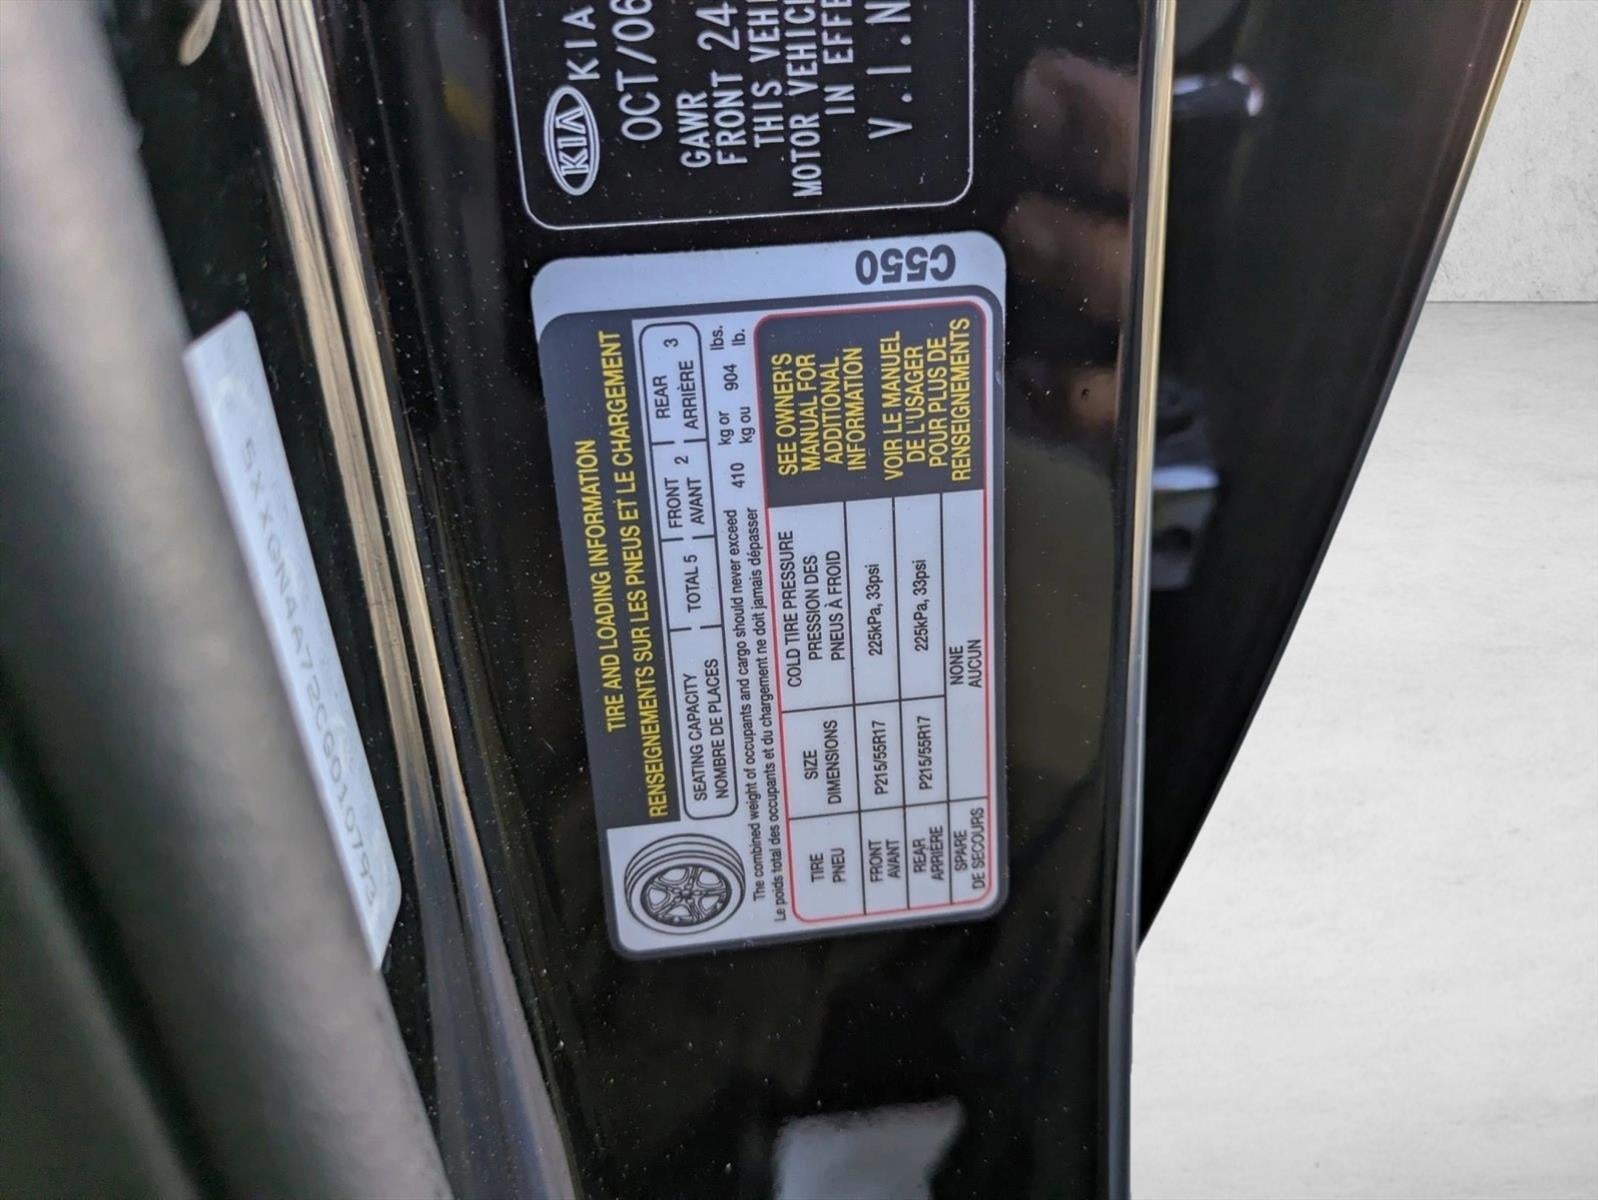 KIA KIA
OCT/06
GAWR
FRONT 24
THIS VEHI
MOTOR VEHIC
IN EFFE
V.I.N
C550
TIRE AND LOADING INFORMATION
RENSEIGNEMENTS SUR LES PNEUS ET LE CHARGEMENT
SEATING CAPACITY | TOTAL 5 | FRONT 2 | REAR 3
NOMBRE DE PLACES AVANT ARRIÈRE
The combined weight of occupants and cargo should never exceed 410 kg or 904 lbs.
Le poids total des occupants et du chargement ne doit jamais dépasser kg ou lb.
TIRE SIZE COLD TIRE PRESSURE
PNEU DIMENSIONS PRESSION DES
PNEUS À FROID
FRONT P215/55R17 225kPa, 33psi
AVANT
REAR P215/55R17 225kPa, 33psi
ARRIÈRE
SPARE NONE
DE SECOURS AUCUN
SEE OWNER'S
MANUAL FOR
ADDITIONAL
INFORMATION
VOIR LE MANUEL
DE L'USAGER
POUR PLUS DE
RENSEIGNEMENTS
5XXGN4A72CG010793